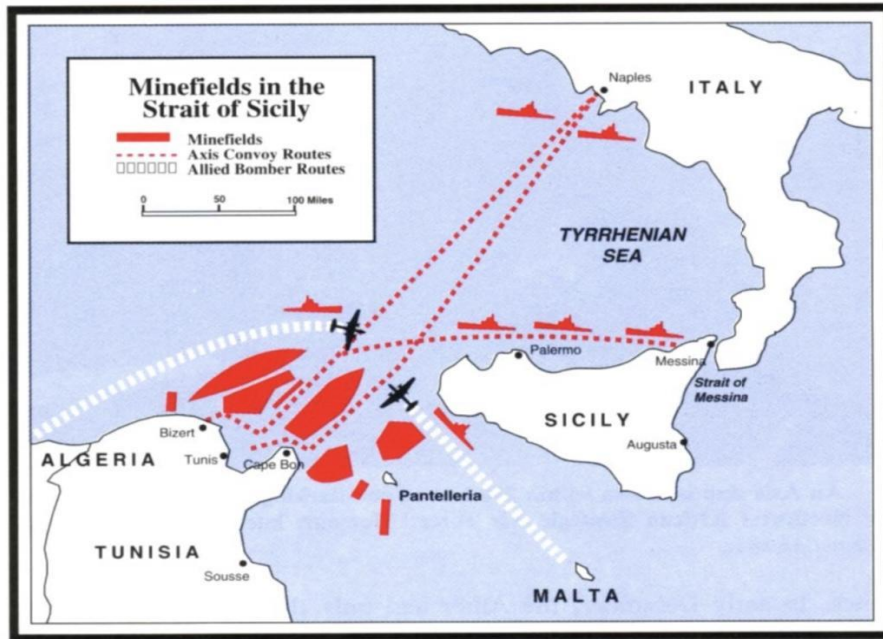 Minefields in the
Strait of Sicily
Minefields
Axis Convoy Routes
Allied Bomber Routes
0
50
100 Miles
Naples
ITALY
TYRRHENIAN
SEA
Palermo
Messina
Strait of
Messina
SICILY
Augusta
Bizert
ALGERIA
Tunis
Cape Bon
Pantelleria
TUNISIA
Sousse
MALTA